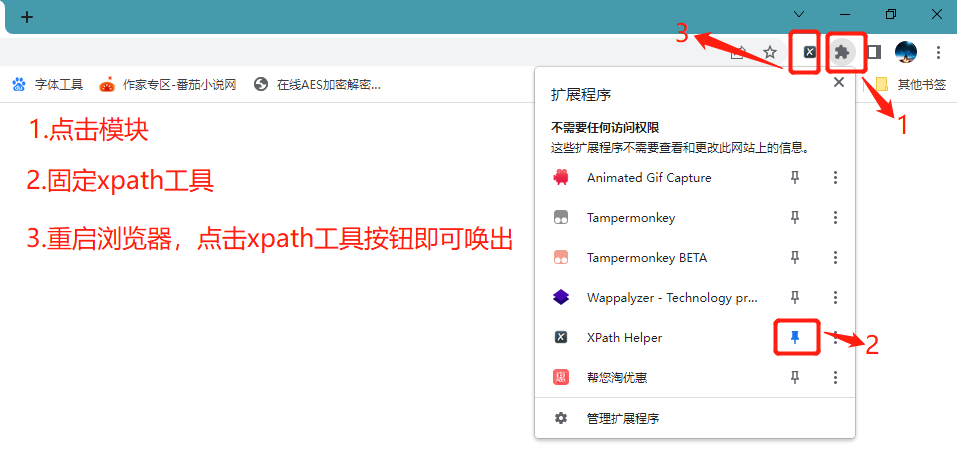 3
字体工具
作家专区-番茄小说网
在线AES加密解密...
其他书签
扩展程序
1
1.点击模块
不需要任何访问权限
这些扩展程序不需要查看和更改此网站上的信息。
Animated Gif Capture
2.固定xpath工具
Tampermonkey
3.重启浏览器，点击xpath工具按钮即可唤出
Tampermonkey BETA
Wappalyzer - Technology pr...
XPath Helper
2
帮您淘优惠
管理扩展程序